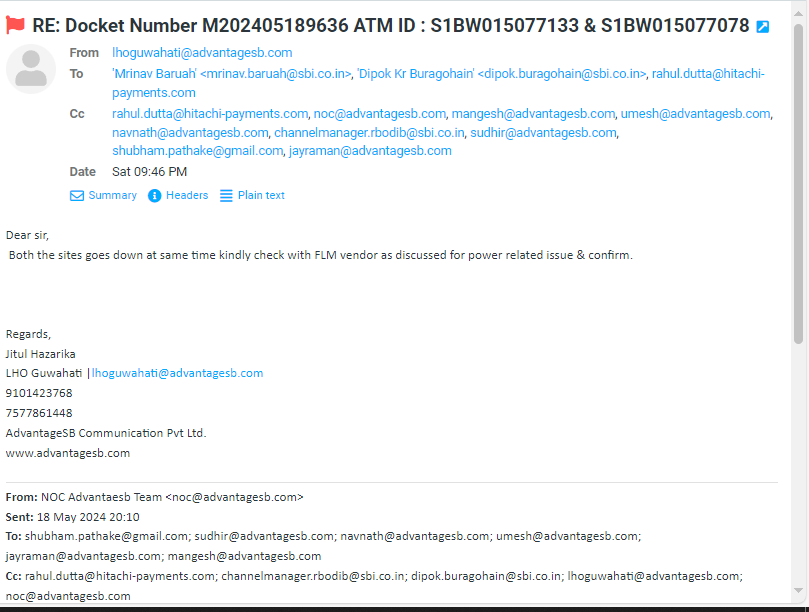 RE: Docket Number M202405189636 ATM ID : S1BW015077133 & S1BW015077078
From lhoguwahati@advantagesb.com
To 'Mrinav Baruah' <mrinav.baruah@sbi.co.in>, 'Dipok Kr Buragohain' <dipok.buragohain@sbi.co.in>, rahul.dutta@hitachi-
payments.com
Cc rahul.dutta@hitachi-payments.com, noc@advantagesb.com, mangesh@advantagesb.com, umesh@advantagesb.com,
navnath@advantagesb.com, channelmanager.rbodib@sbi.co.in, sudhir@advantagesb.com,
shubham.pathake@gmail.com, jayraman@advantagesb.com
Date Sat 09:46 PM
Summary Headers Plain text
Dear sir,
Both the sites goes down at same time kindly check with FLM vendor as discussed for power related issue & confirm.
Regards,
Jitul Hazarika
LHO Guwahati |lhoguwahati@advantagesb.com
9101423768
7577861448
AdvantageSB Communication Pvt Ltd.
www.advantagesb.com
From: NOC Advantaesb Team <noc@advantagesb.com>
Sent: 18 May 2024 20:10
To: shubham.pathake@gmail.com; sudhir@advantagesb.com; navnath@advantagesb.com; umesh@advantagesb.com;
jayraman@advantagesb.com; mangesh@advantagesb.com
Cc: rahul.dutta@hitachi-payments.com; channelmanager.rbodib@sbi.co.in; dipok.buragohain@sbi.co.in; lhoguwahati@advantagesb.com;
noc@advantagesb.com